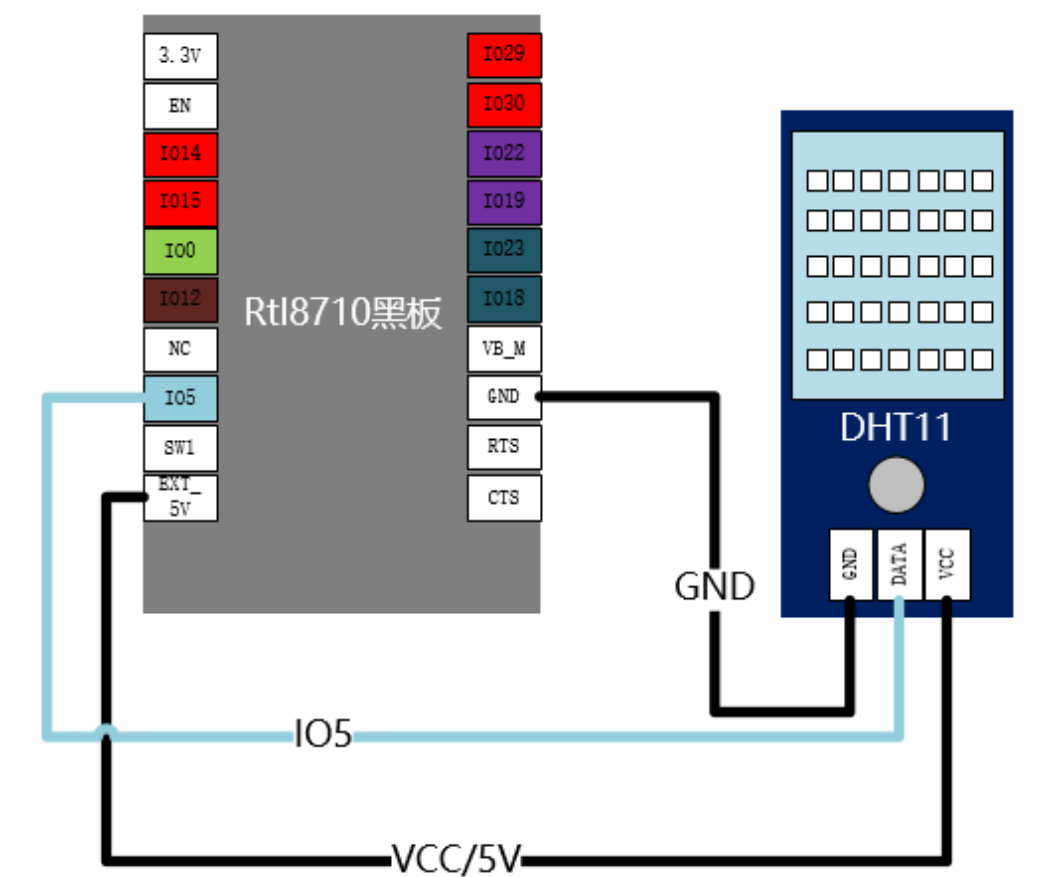 3.3V
EN
IO14
IO15
IO0
IO12
NC
IO5
SW1
EXT_
5V
Rtl8710黑板
IO29
IO30
IO22
IO19
IO23
IO18
VB_M
GND
RTS
CTS
DHT11
GND
DATA
VCC
GND
IO5
VCC/5V